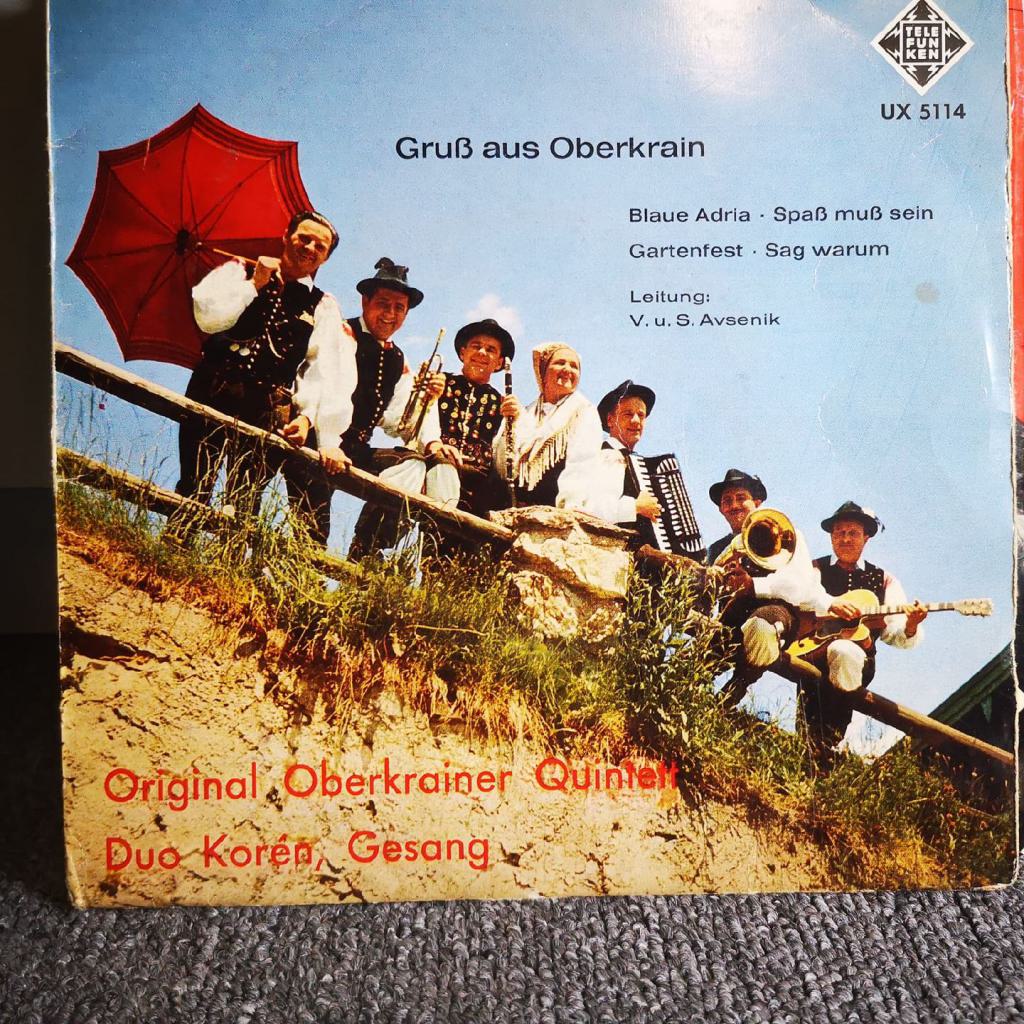 TELE
FUN
KEN
UX 5114
Gruß aus Oberkrain
Blaue Adria · Spaß muß sein
Gartenfest · Sag warum
Leitung:
V. u. S. Avsenik
Original Oberkrainer Quintett
Duo Korén, Gesang